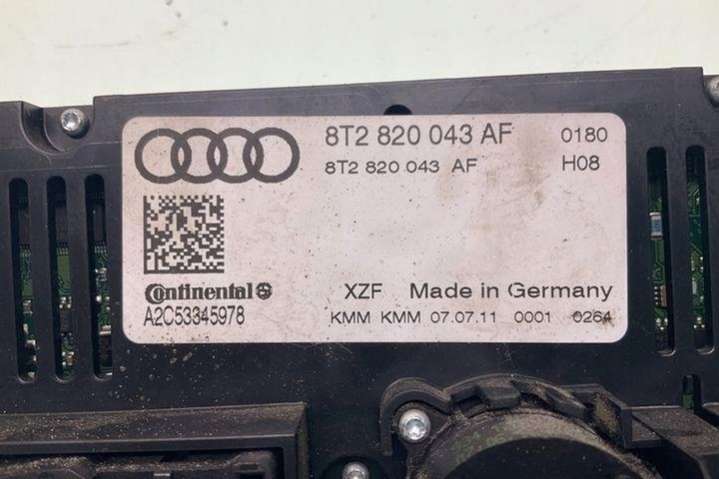 8T2 820 043 AF 0180
8T2 820 043 AF H08
Continental
A2C53345978
XZF Made in Germany
KMM KMM 07.07.11 0001 0264